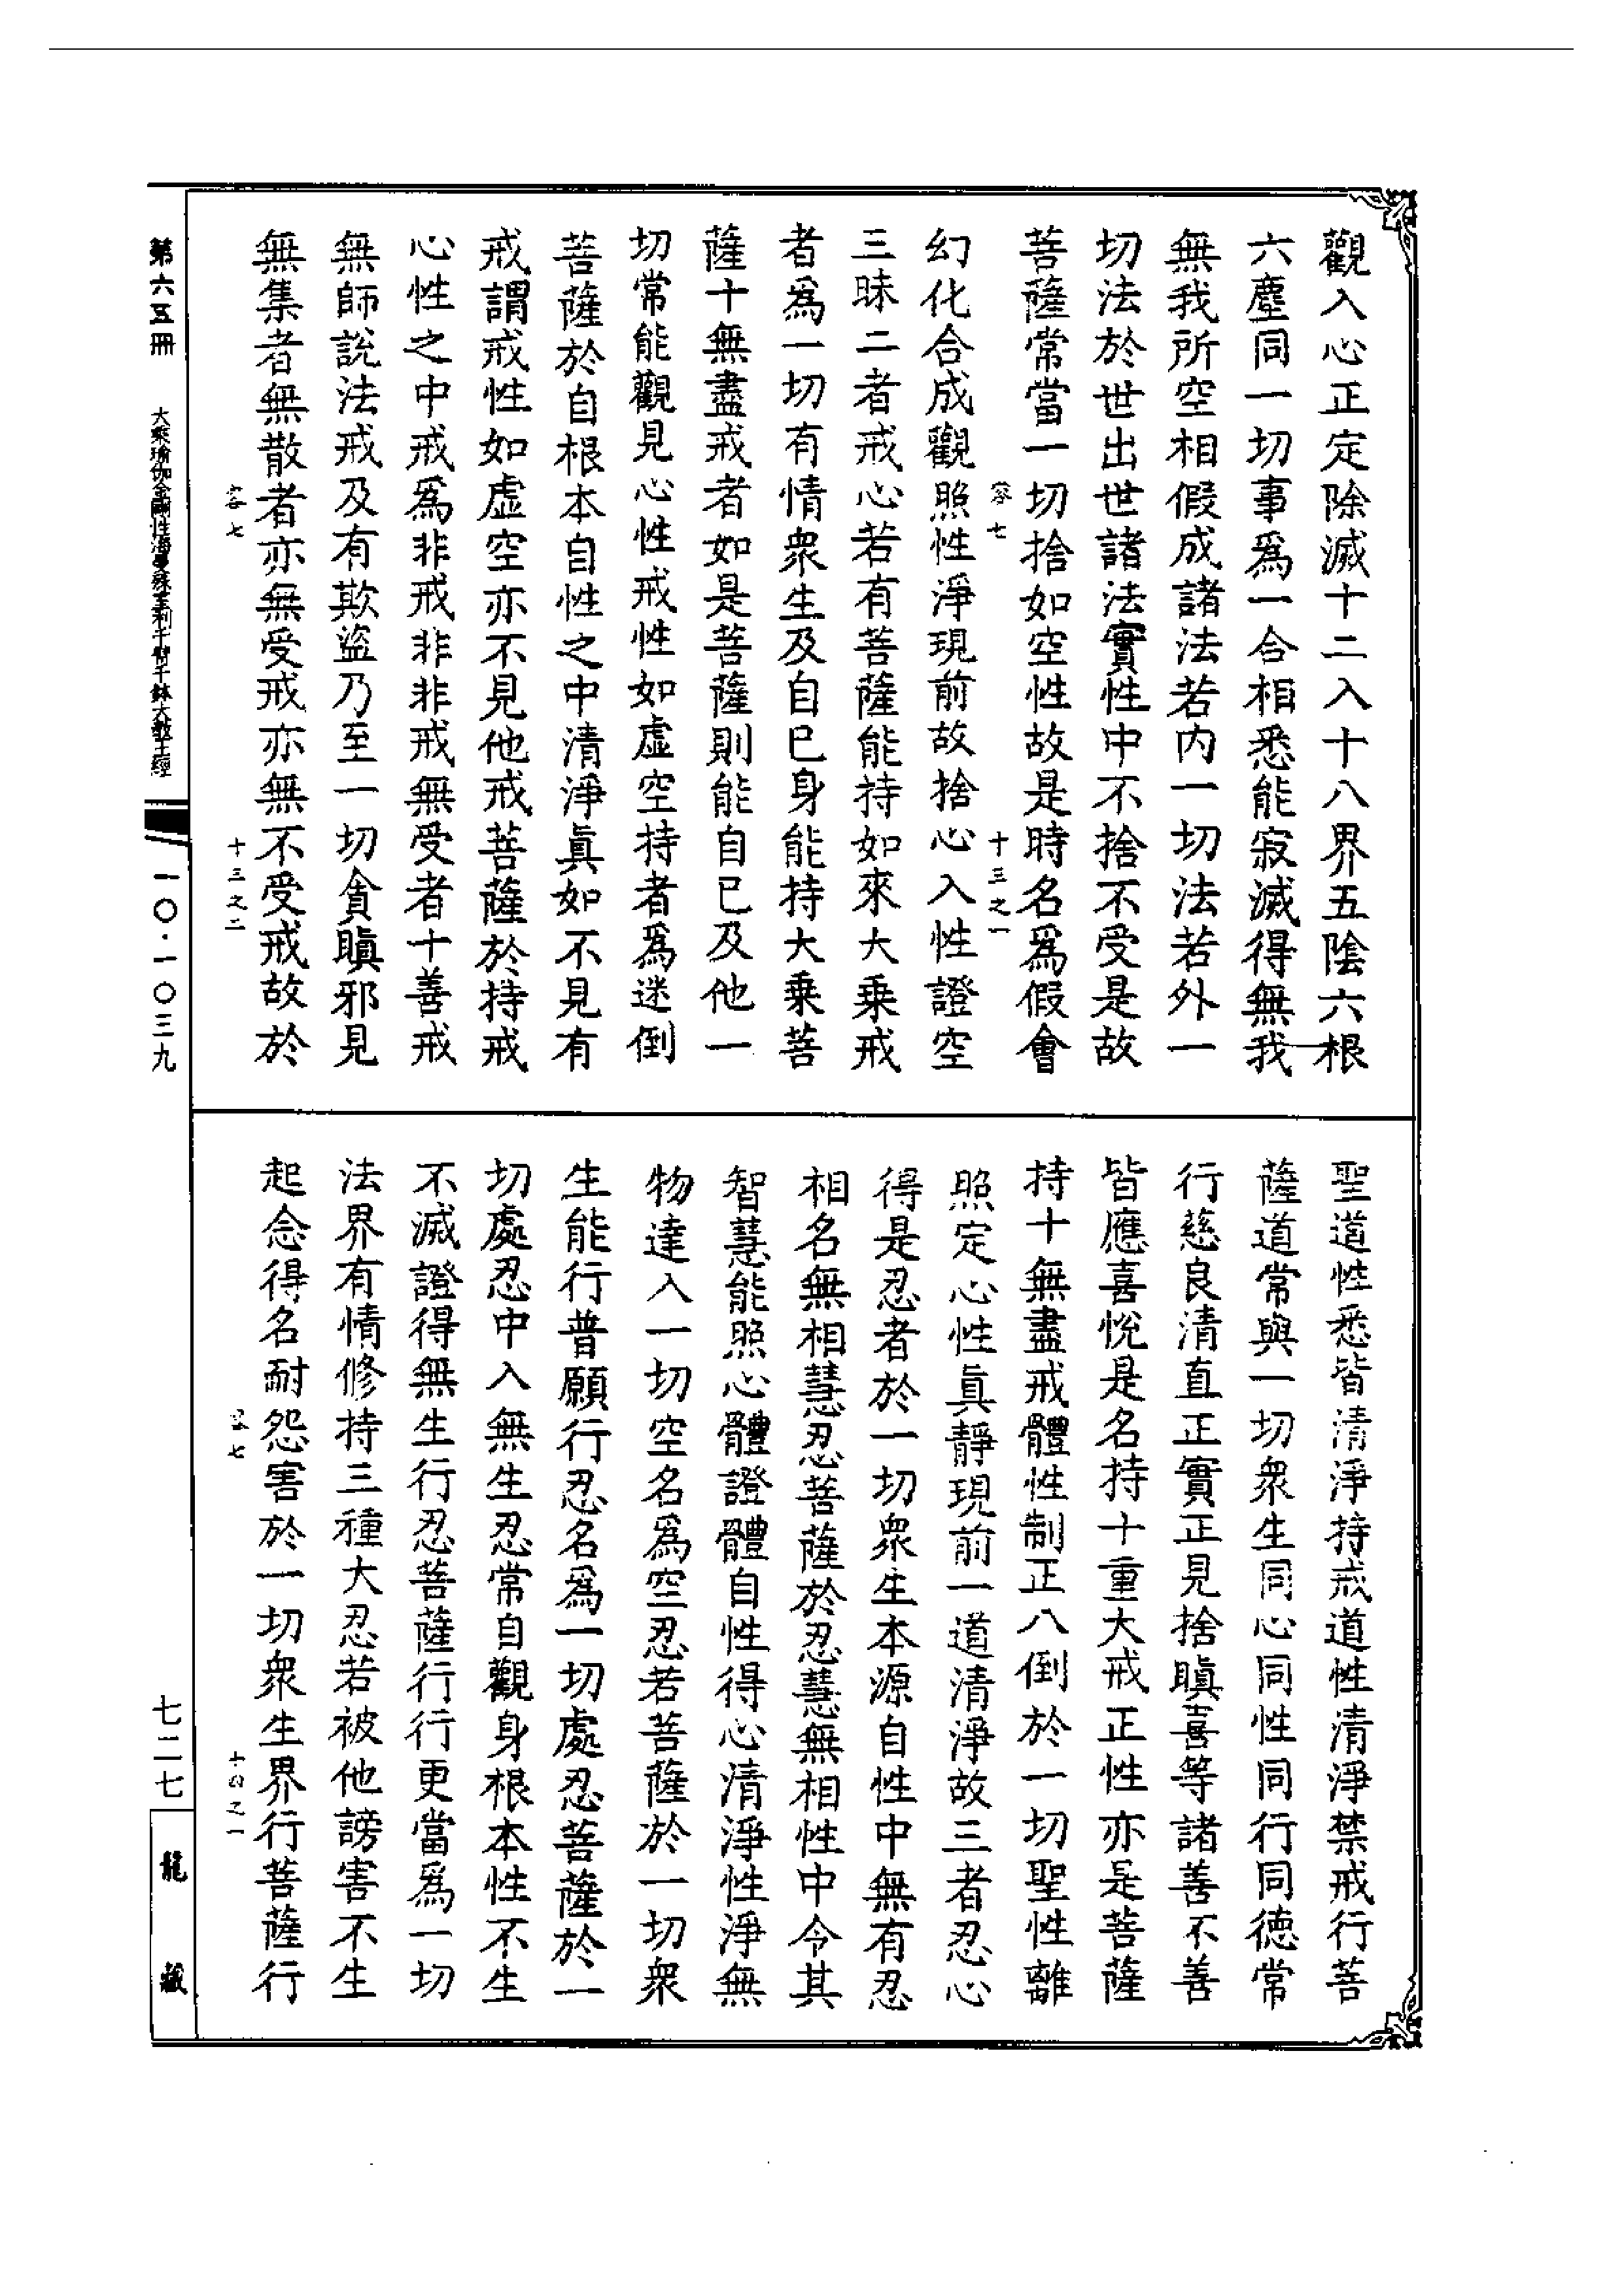 觀入心正定除滅十二入十八界五陰六根
六塵同一切事爲一合相悉能寂滅得無我
無我所空相假成諸法若内一切法若外一
切法於世出世諸法實性中不捨不受是故
菩薩常當一切捨如空性故是時名爲假會
容七 十三之一
幻化合成觀照性淨現前故捨心入性證空
三昧二者戒心若有菩薩能持如來大乗戒
者爲一切有情衆生及自巳身能持大乗菩
薩十無盡戒者如是菩薩則能自巳及他一
切常能觀見心性戒性如虛空持者爲迷倒
菩薩於自根本自性之中清淨眞如不見有
戒謂戒性如虛空亦不見他戒菩薩於持戒
心性之中戒爲非戒非非戒無受者十善戒
無師說法戒及有欺盜乃至一切貪瞋邪見
無集者無散者亦無受戒亦無不受戒故於
容七 十三之二
聖道性悉皆清淨持戒道性清淨禁戒行菩
薩道常與一切衆生同心同性同行同德常
行慈良清直正實正見捨瞋喜等諸善不善
皆應喜悅是名持十重大戒正性亦是菩薩
持十無盡戒體性制正八倒於一切聖性離
照定心性眞靜現前一道清淨故三者忍心
得是忍者於一切衆生本源自性中無有忍
相名無相慧忍菩薩於忍慧無相性中令其
智慧能照心體證體自性得心清淨性淨無
物達入一切空名爲空忍若菩薩於一切衆
生能行普願行忍名爲一切處忍菩薩於一
切處忍中入無生忍常自觀身根本性不生
不滅證得無生行忍菩薩行行更當爲一切
法界有情修持三種大忍若被他謗害不生
起念得名耐怨害於一切衆生界行菩薩行
容七 十四之一
第六五冊 大乗瑜伽金剛性海曼殊室利千臂千鉢大教王經 一〇·一〇三九 七二七 龍藏